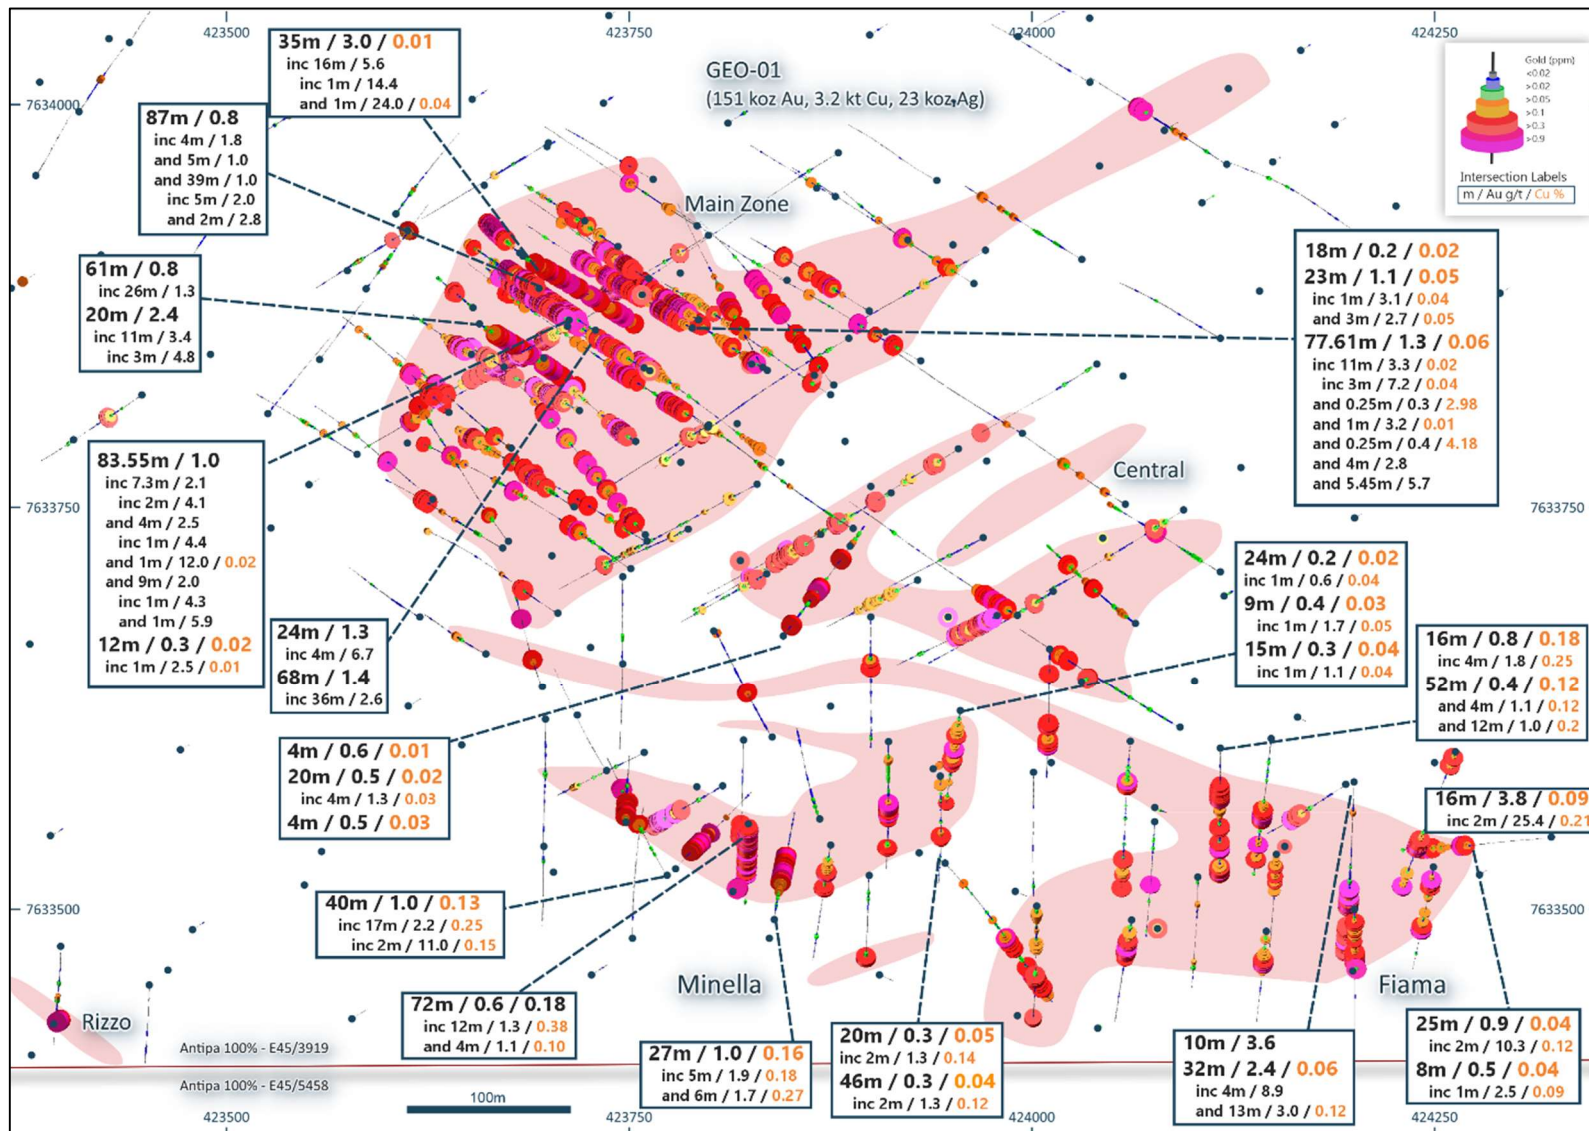 423500
423750
424000
424250
7634000
7634000
7633750
7633750
7633500
7633500
35m / 3.0 / 0.01
inc 16m / 5.6
inc 1m / 14.4
and 1m / 24.0 / 0.04
GEO-01
(151 koz Au, 3.2 kt Cu, 23 koz Ag)
Gold (ppm)
<0.02
>0.02
>0.05
>0.1
>0.3
>0.9
Intersection Labels
m / Au g/t / Cu %
87m / 0.8
inc 4m / 1.8
and 5m / 1.0
and 39m / 1.0
inc 5m / 2.0
and 2m / 2.8
Main Zone
61m / 0.8
inc 26m / 1.3
20m / 2.4
inc 11m / 3.4
inc 3m / 4.8
18m / 0.2 / 0.02
23m / 1.1 / 0.05
inc 1m / 3.1 / 0.04
and 3m / 2.7 / 0.05
77.61m / 1.3 / 0.06
inc 11m / 3.3 / 0.02
inc 3m / 7.2 / 0.04
and 0.25m / 0.3 / 2.98
and 1m / 3.2 / 0.01
and 0.25m / 0.4 / 4.18
and 4m / 2.8
and 5.45m / 5.7
83.55m / 1.0
inc 7.3m / 2.1
inc 2m / 4.1
and 4m / 2.5
inc 1m / 4.4
and 1m / 12.0 / 0.02
and 9m / 2.0
inc 1m / 4.3
and 1m / 5.9
12m / 0.3 / 0.02
inc 1m / 2.5 / 0.01
Central
24m / 1.3
inc 4m / 6.7
68m / 1.4
inc 36m / 2.6
24m / 0.2 / 0.02
inc 1m / 0.6 / 0.04
9m / 0.4 / 0.03
inc 1m / 1.7 / 0.05
15m / 0.3 / 0.04
inc 1m / 1.1 / 0.04
16m / 0.8 / 0.18
inc 4m / 1.8 / 0.25
52m / 0.4 / 0.12
and 4m / 1.1 / 0.12
and 12m / 1.0 / 0.2
4m / 0.6 / 0.01
20m / 0.5 / 0.02
inc 4m / 1.3 / 0.03
4m / 0.5 / 0.03
16m / 3.8 / 0.09
inc 2m / 25.4 / 0.21
40m / 1.0 / 0.13
inc 17m / 2.2 / 0.25
inc 2m / 11.0 / 0.15
Minella
Fiama
Rizzo
72m / 0.6 / 0.18
inc 12m / 1.3 / 0.38
and 4m / 1.1 / 0.10
27m / 1.0 / 0.16
inc 5m / 1.9 / 0.18
and 6m / 1.7 / 0.27
20m / 0.3 / 0.05
inc 2m / 1.3 / 0.14
46m / 0.3 / 0.04
inc 2m / 1.3 / 0.12
10m / 3.6
32m / 2.4 / 0.06
inc 4m / 8.9
and 13m / 3.0 / 0.12
25m / 0.9 / 0.04
inc 2m / 10.3 / 0.12
8m / 0.5 / 0.04
inc 1m / 2.5 / 0.09
Antipa 100% - E45/3919
Antipa 100% - E45/5458
100m
423500
423750
424000
424250